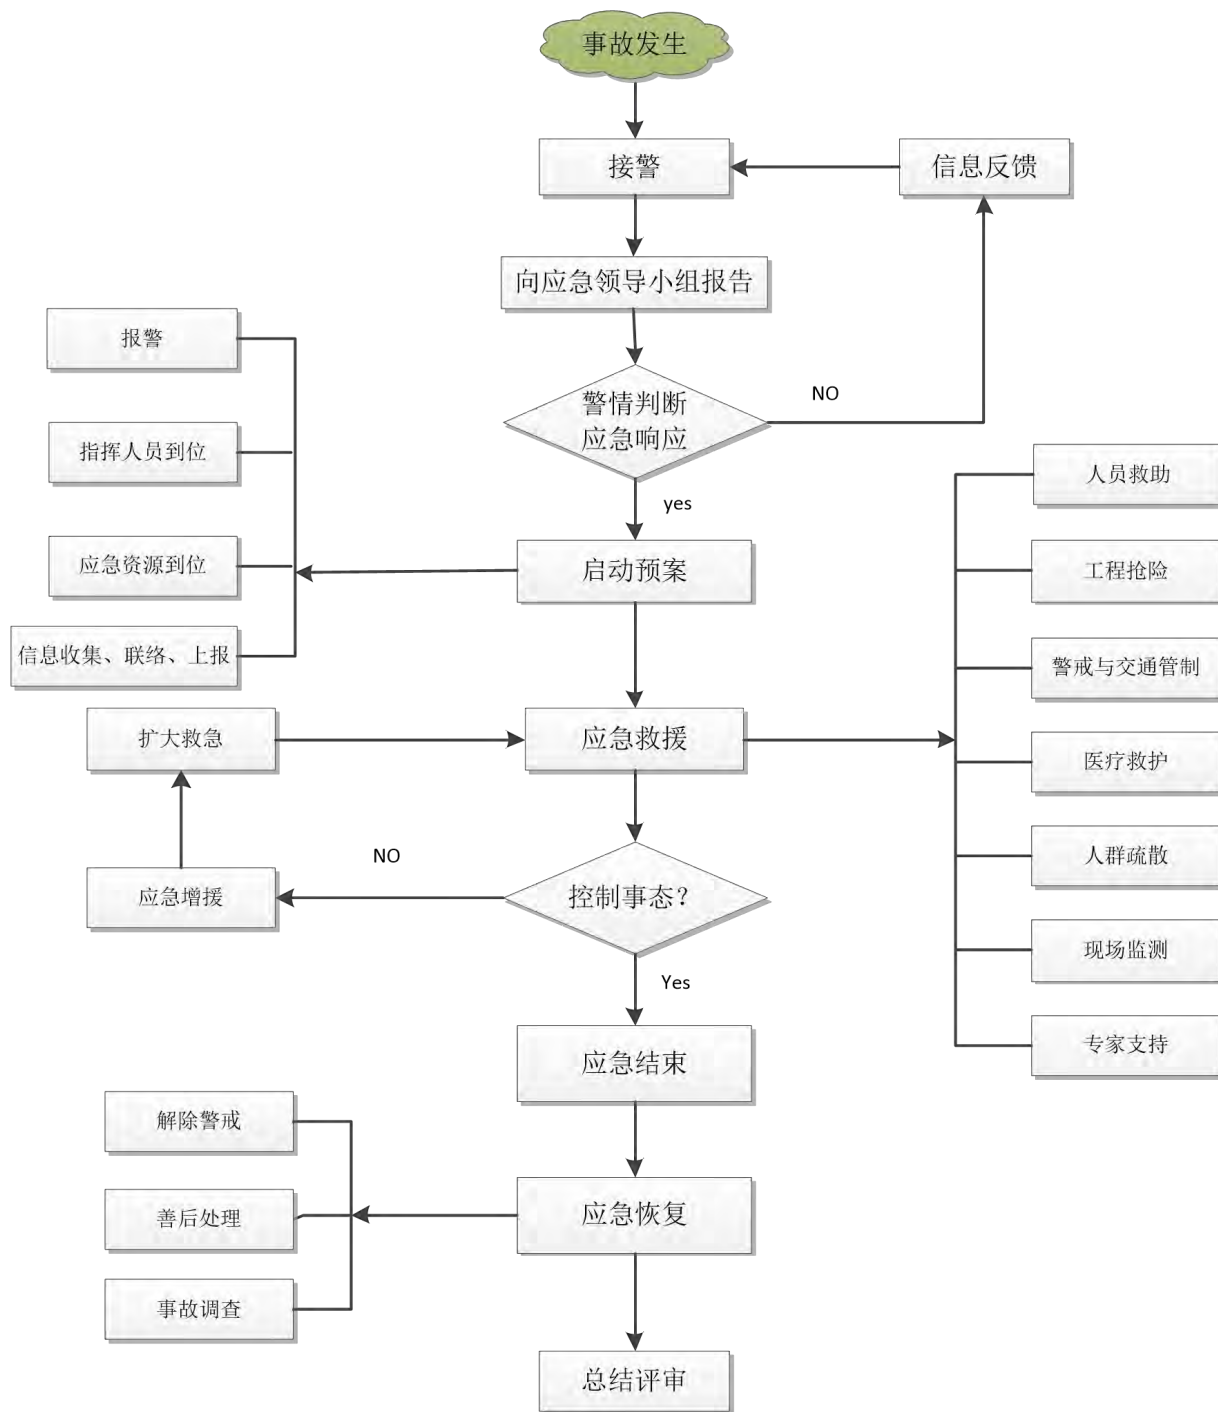 事故发生
接警
信息反馈
向应急领导小组报告
报警
警情判断
应急响应
NO
指挥人员到位
人员救助
yes
应急资源到位
启动预案
工程抢险
信息收集、联络、上报
警戒与交通管制
扩大救急
应急救援
医疗救护
NO
人群疏散
应急增援
控制事态?
现场监测
Yes
应急结束
专家支持
解除警戒
善后处理
应急恢复
事故调查
总结评审